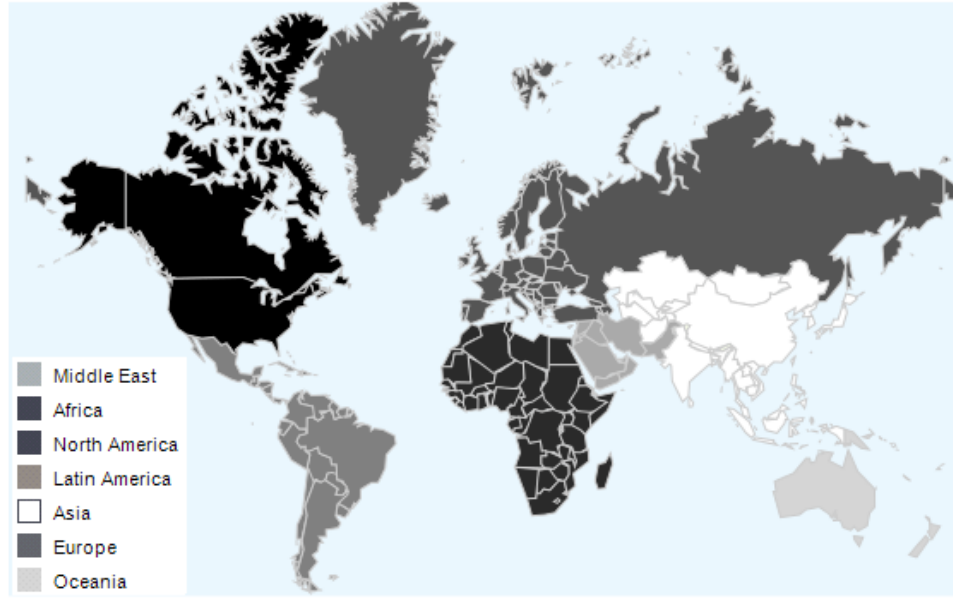 Middle East
Africa
North America
Latin America
Asia
Europe
Oceania